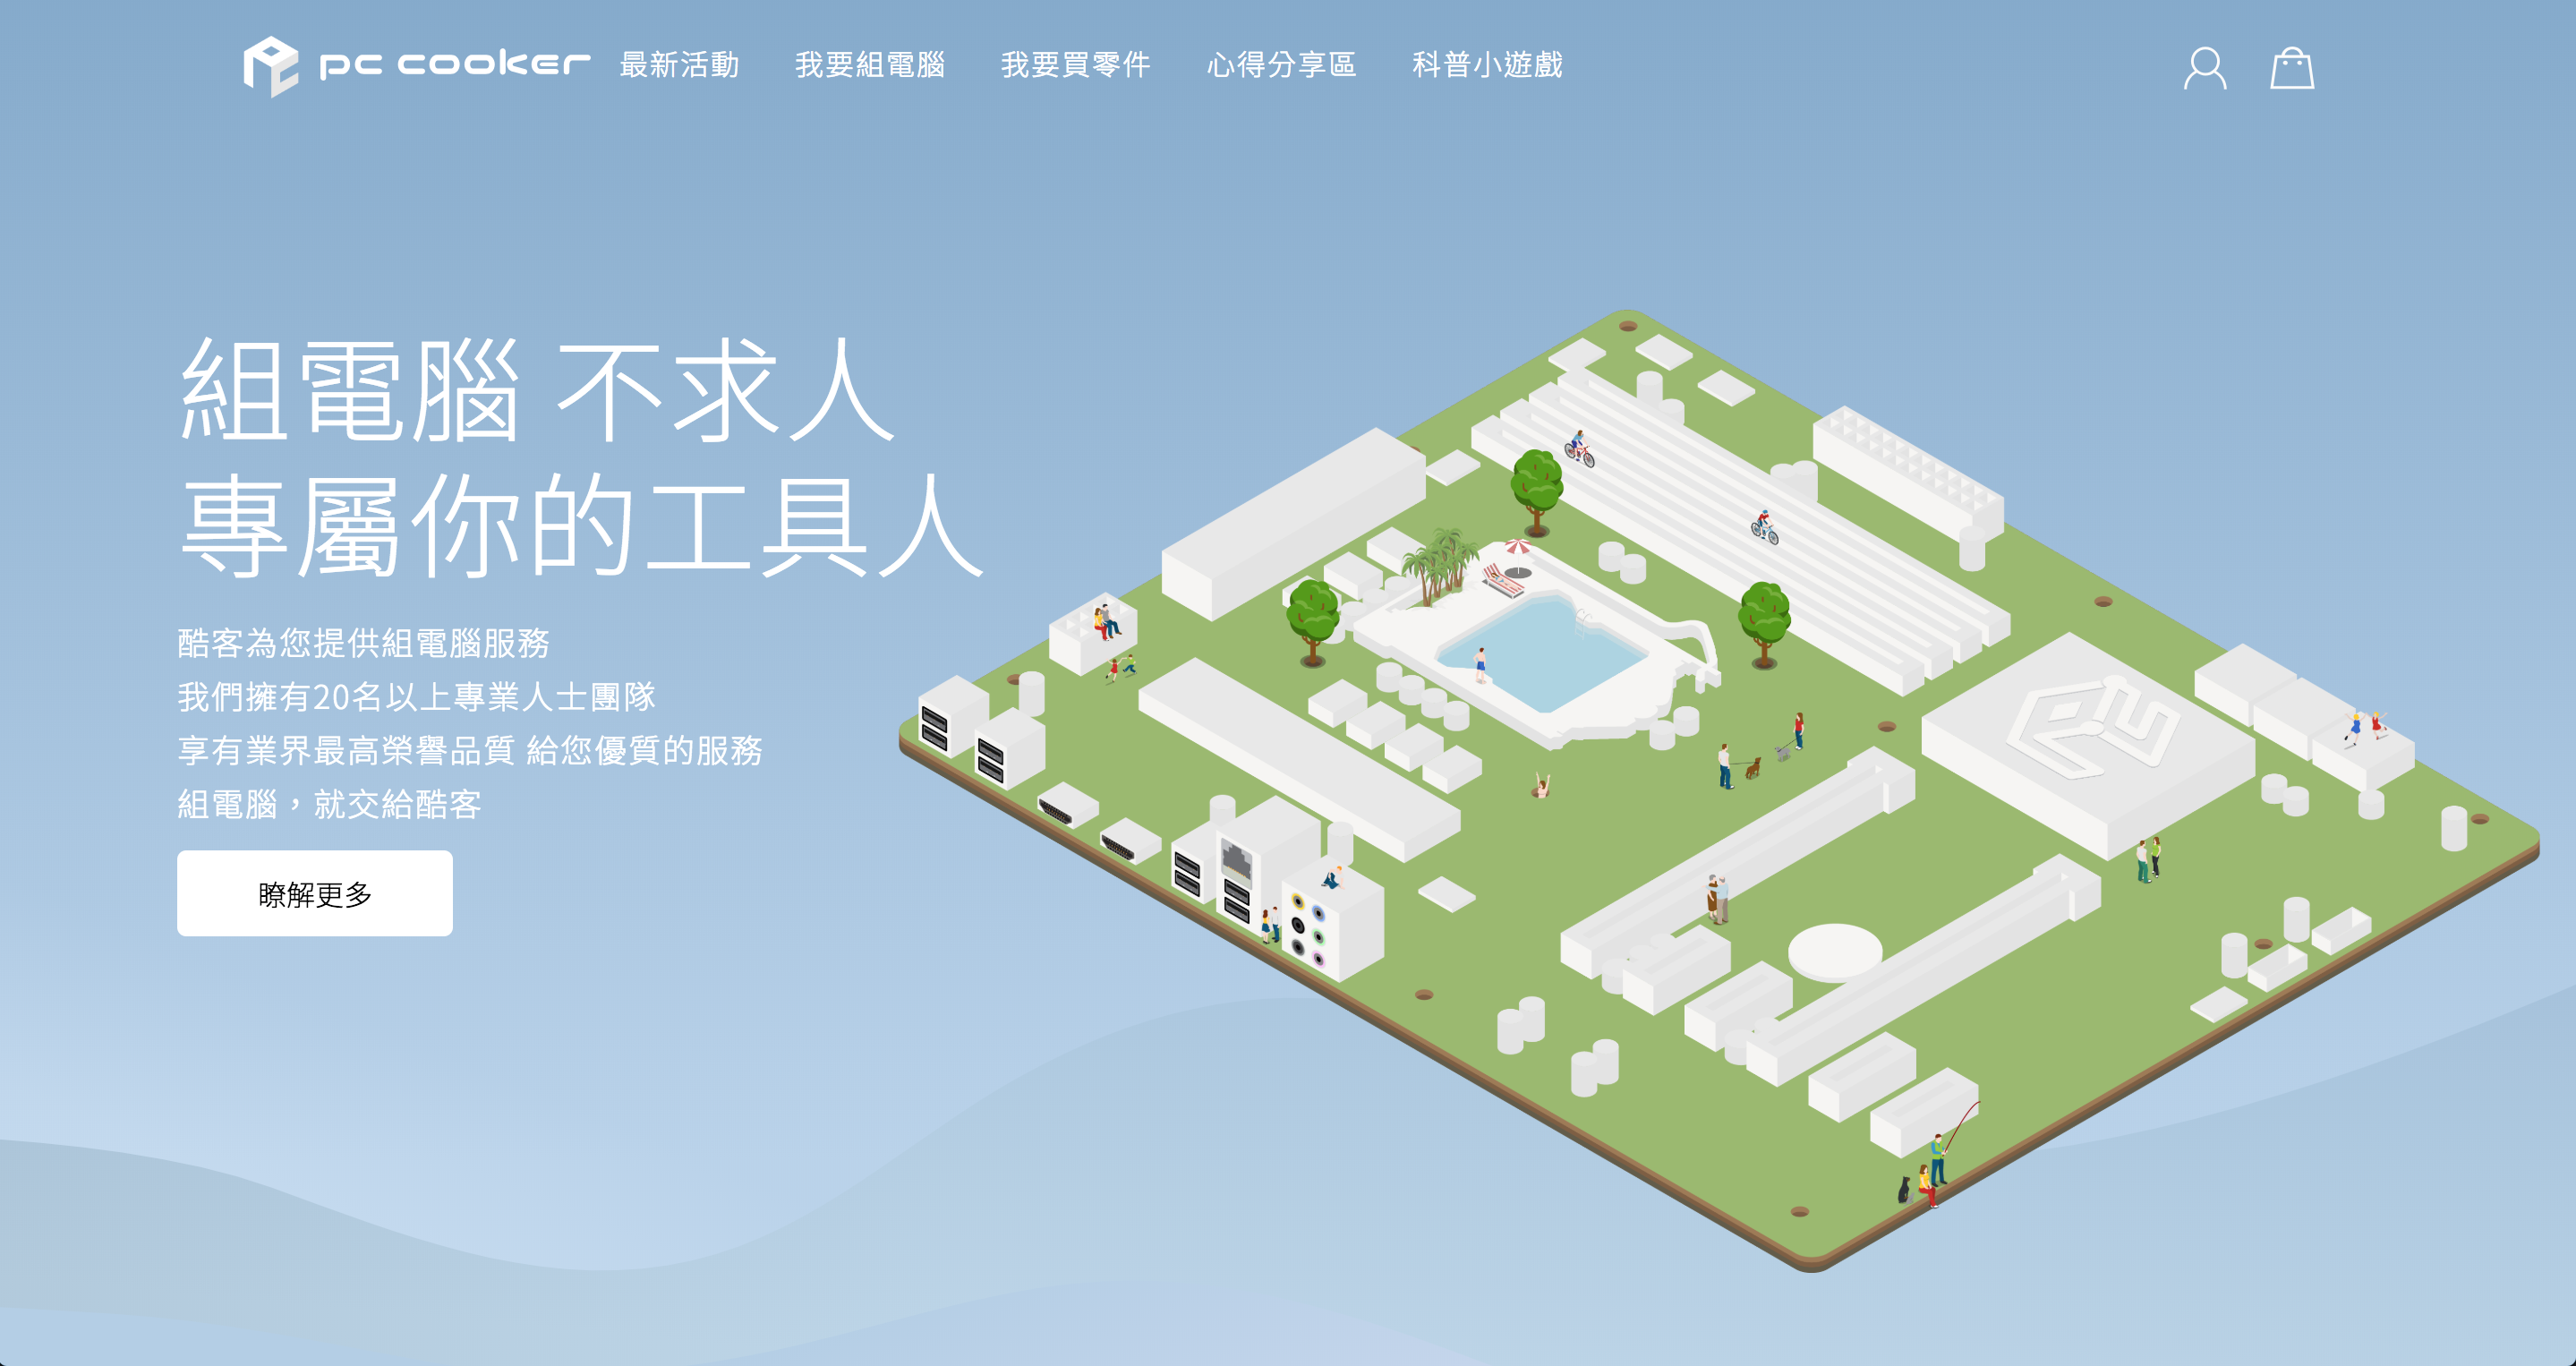 pc cooker
最新活動
我要組電腦
我要買零件
心得分享區
科普小遊戲
組電腦 不求人
專屬你的工具人
酷客為您提供組電腦服務
我們擁有20名以上專業人士團隊
享有業界最高榮譽品質 給您優質的服務
組電腦，就交給酷客
瞭解更多